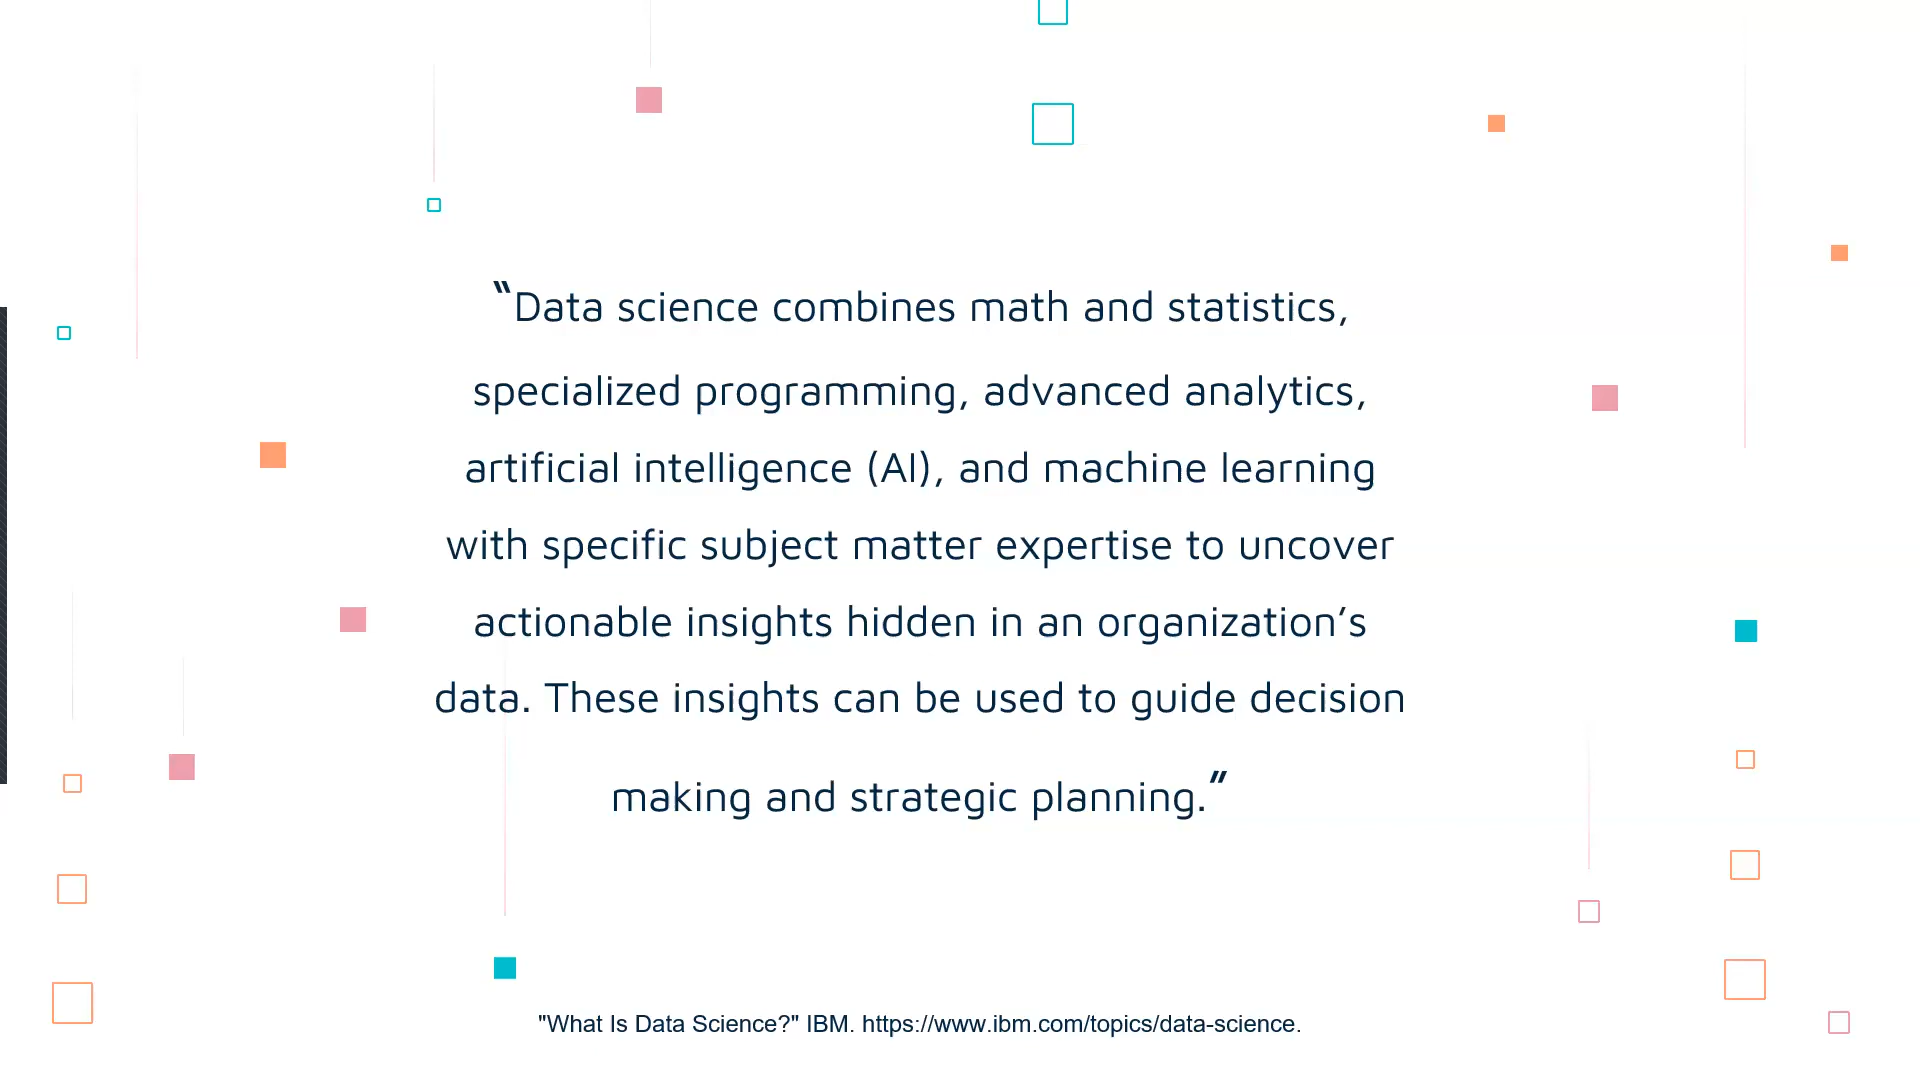 “Data science combines math and statistics,
specialized programming, advanced analytics,
artificial intelligence (AI), and machine learning
with specific subject matter expertise to uncover
actionable insights hidden in an organization’s
data. These insights can be used to guide decision
making and strategic planning.”
"What Is Data Science?" IBM. https://www.ibm.com/topics/data-science.